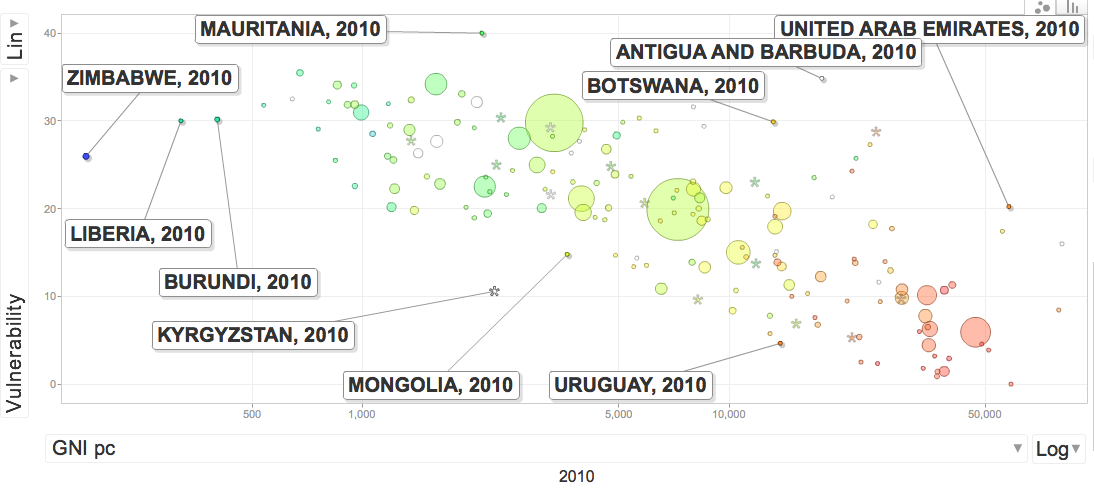 Lin
Vulnerability
40
30
20
10
0
MAURITANIA, 2010
UNITED ARAB EMIRATES, 2010
ANTIGUA AND BARBUDA, 2010
ZIMBABWE, 2010
BOTSWANA, 2010
LIBERIA, 2010
BURUNDI, 2010
KYRGYZSTAN, 2010
MONGOLIA, 2010
URUGUAY, 2010
500
1,000
5,000
10,000
50,000
GNI pc
Log
2010